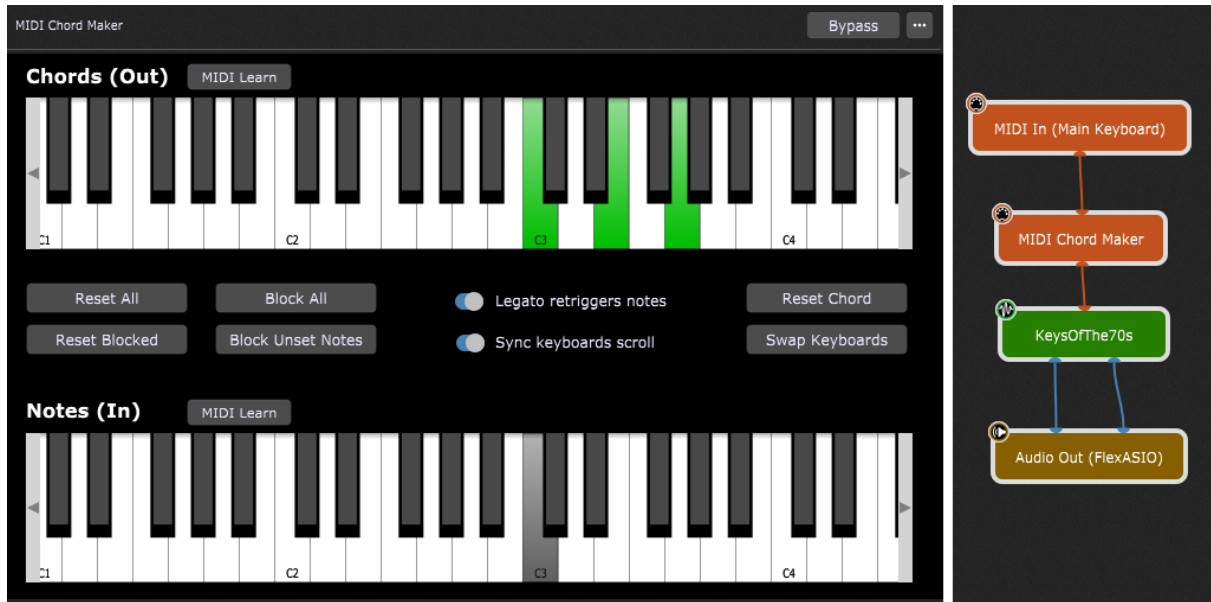 MIDI Chord Maker
Bypass
...
Chords (Out)
MIDI Learn
C1
C2
C3
C4
Reset All
Block All
Legato retriggers notes
Reset Chord
Reset Blocked
Block Unset Notes
Sync keyboards scroll
Swap Keyboards
Notes (In)
MIDI Learn
C1
C2
C3
C4
MIDI In (Main Keyboard)
MIDI Chord Maker
KeysOfThe70s
Audio Out (FlexASIO)